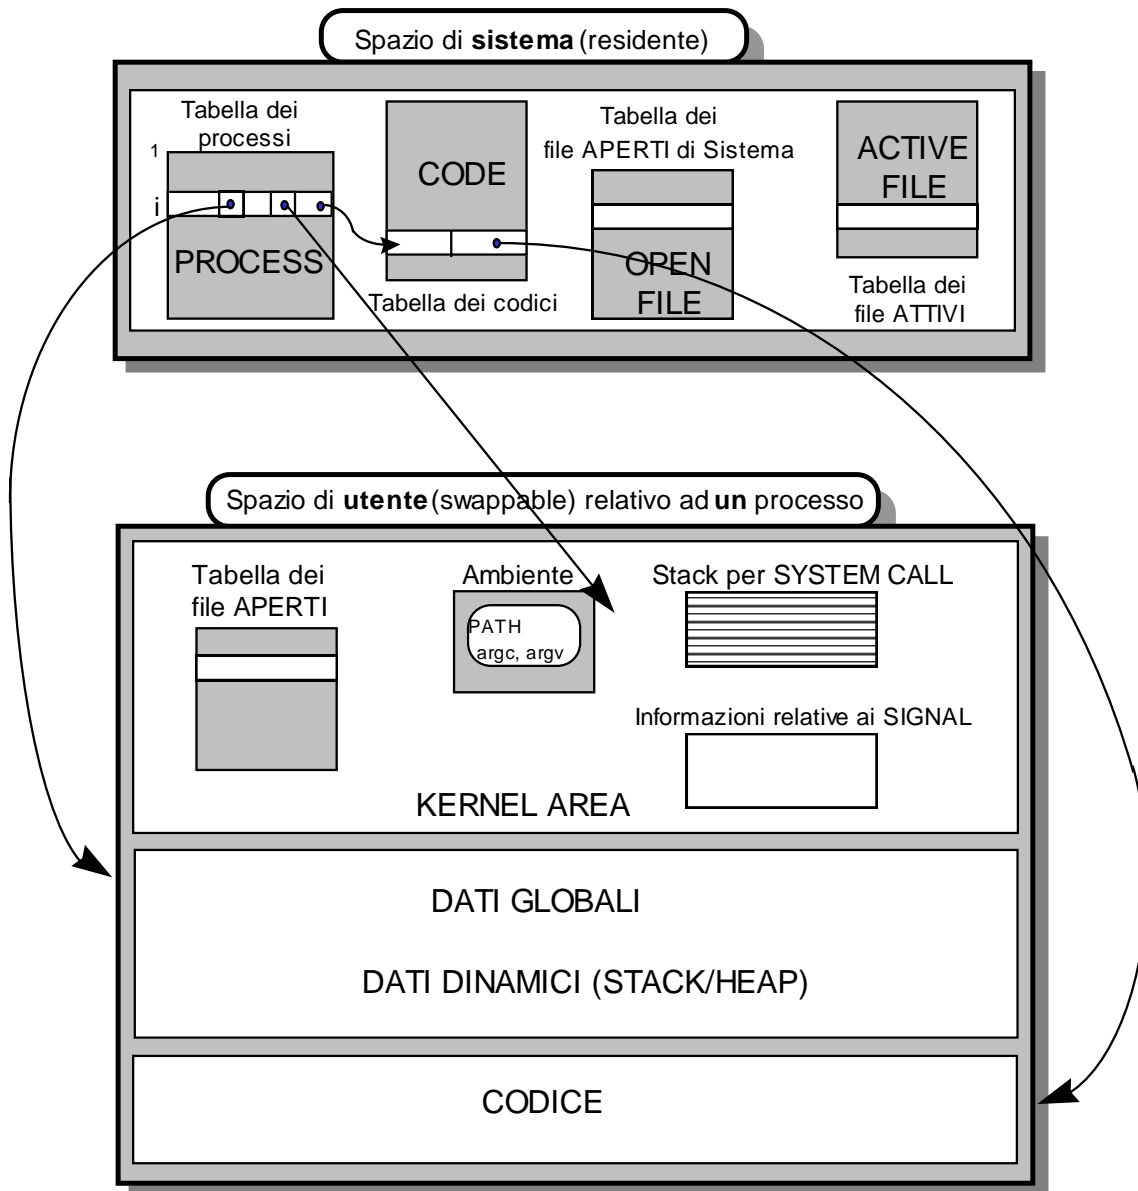 Spazio di sistema (residente)
Tabella dei
processi
1
i
PROCESS
CODE
Tabella dei codici
Tabella dei
file APERTI di Sistema
OPEN
FILE
ACTIVE
FILE
Tabella dei
file ATTIVI
Spazio di utente (swappable) relativo ad un processo
Tabella dei
file APERTI
Ambiente
PATH
argc, argv
Stack per SYSTEM CALL
Informazioni relative ai SIGNAL
KERNEL AREA
DATI GLOBALI
DATI DINAMICI (STACK/HEAP)
CODICE